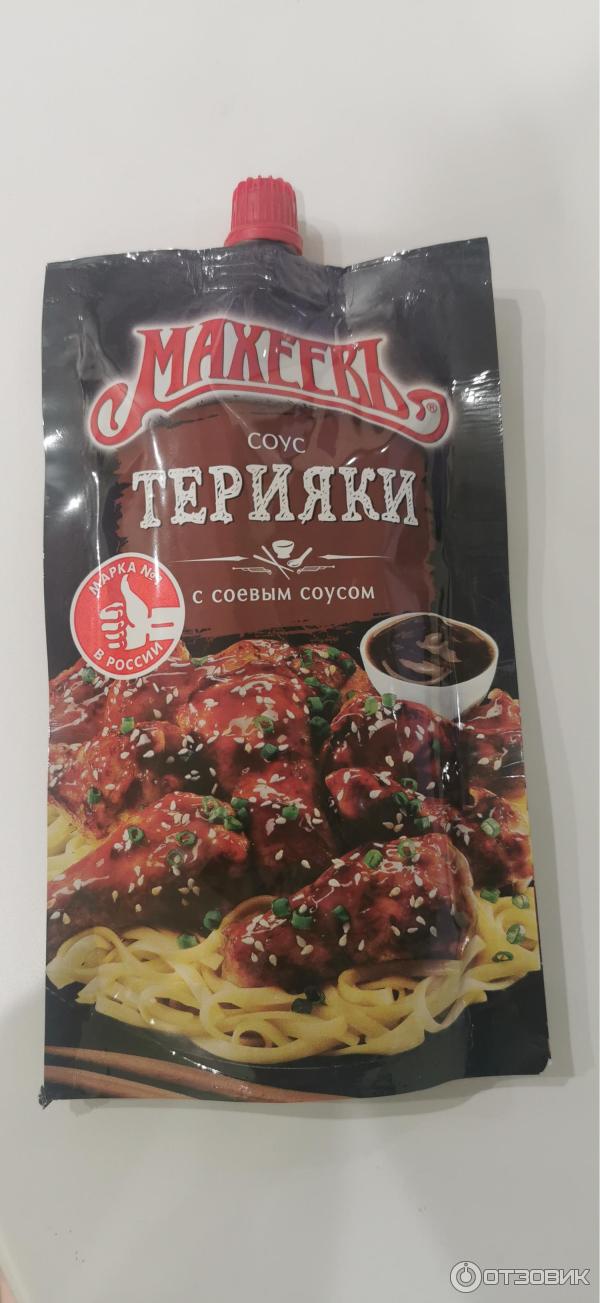 МАХЕЕВЪ®
СОУС
ТЕРИЯКИ
С СОЕВЫМ СОУСОМ
МАРКА №1
В РОССИИ
ОТЗОВИК